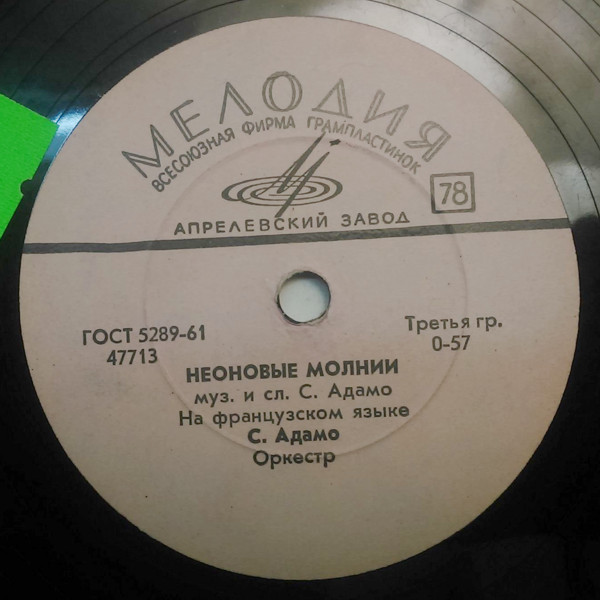 МЕЛОДИЯ
ВСЕСОЮЗНАЯ ФИРМА ГРАМПЛАСТИНОК
78
АПРЕЛЕВСКИЙ ЗАВОД
ГОСТ 5289-61
47713
Третья гр.
0-57
НЕОНОВЫЕ МОЛНИИ
муз. и сл. С. Адамо
На французском языке
С. Адамо
Оркестр